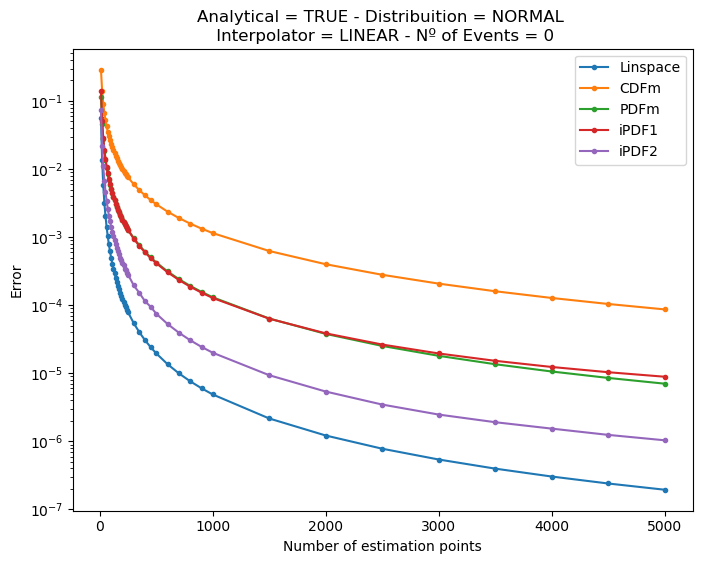 Analytical = TRUE - Distribuition = NORMAL
Interpolator = LINEAR - Nº of Events = 0
Linspace
CDFm
PDFm
iPDF1
iPDF2
Error
10⁻¹
10⁻²
10⁻³
10⁻⁴
10⁻⁵
10⁻⁶
10⁻⁷
0 1000 2000 3000 4000 5000
Number of estimation points